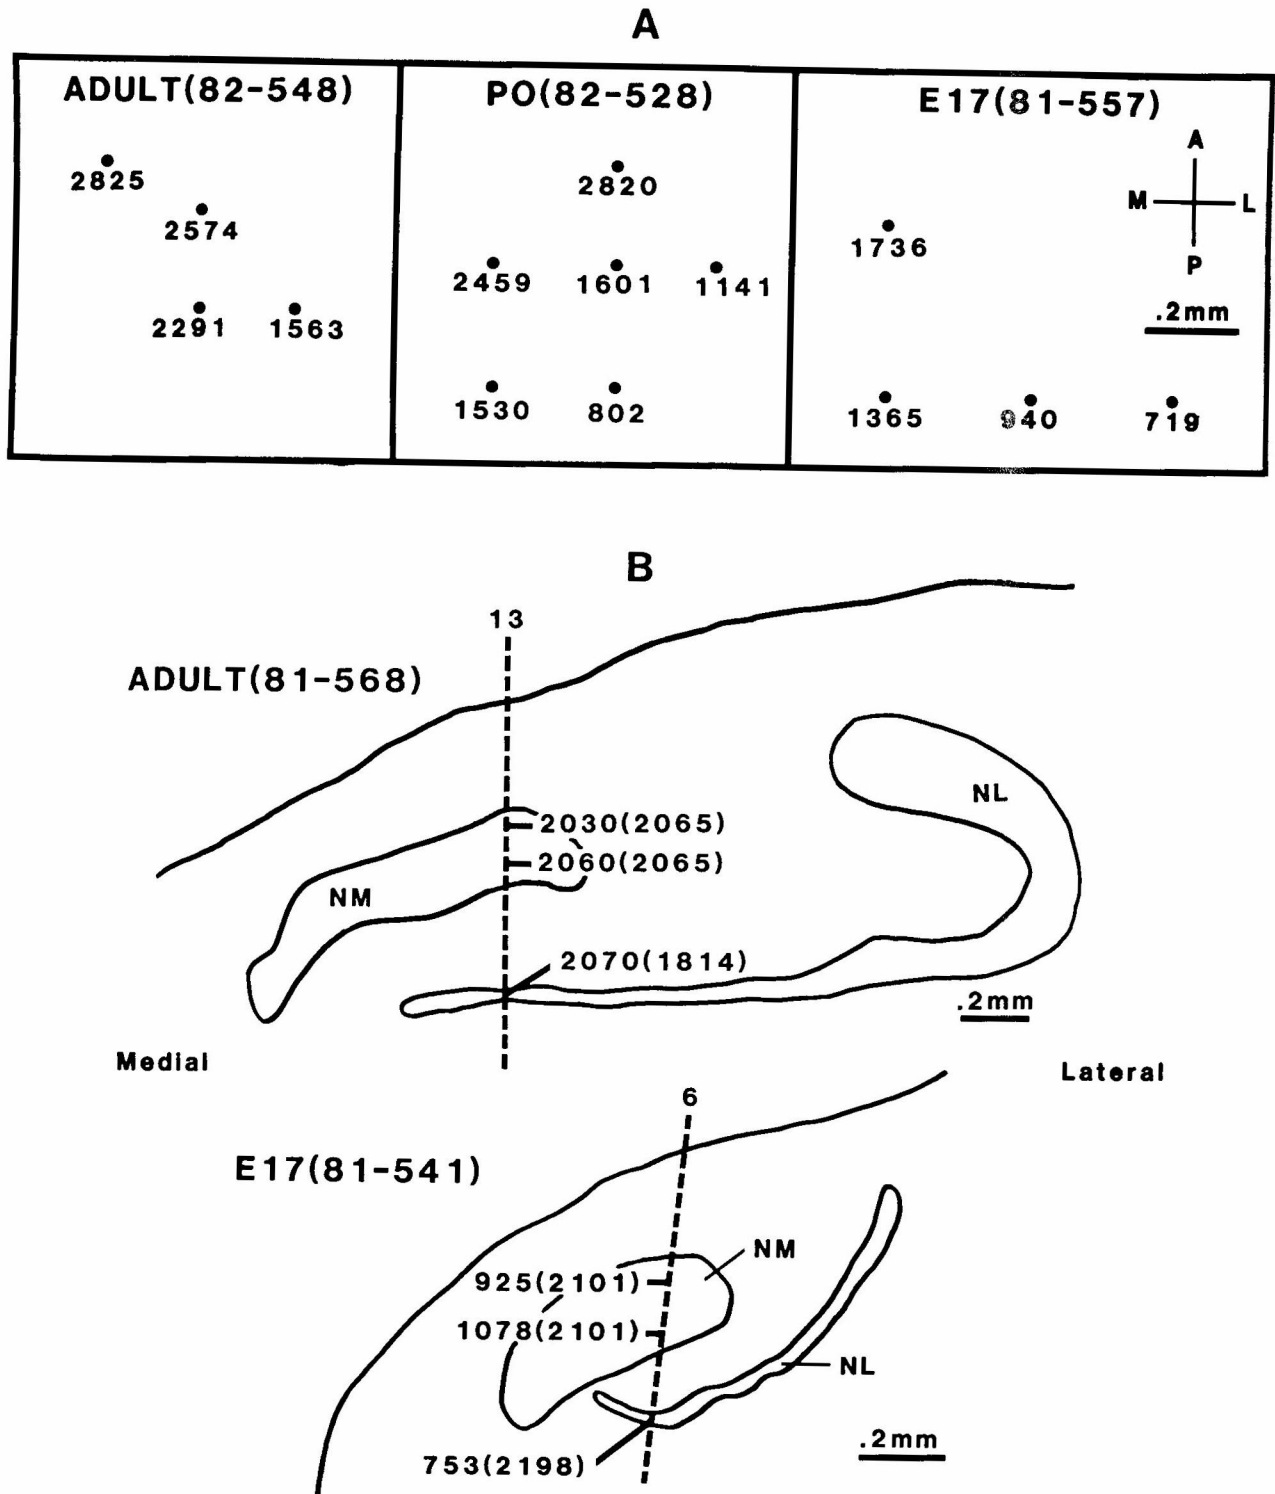 A
ADULT(82-548)
PO(82-528)
E17(81-557)
2825
2574
2291
1563
2820
2459
1601
1141
1530
802
A
M
L
P
.2mm
1736
1365
940
719
B
13
ADULT(81-568)
NL
2030(2065)
2060(2065)
NM
2070(1814)
.2mm
Medial
Lateral
6
E17(81-541)
NM
925(2101)
1078(2101)
NL
753(2198)
.2mm